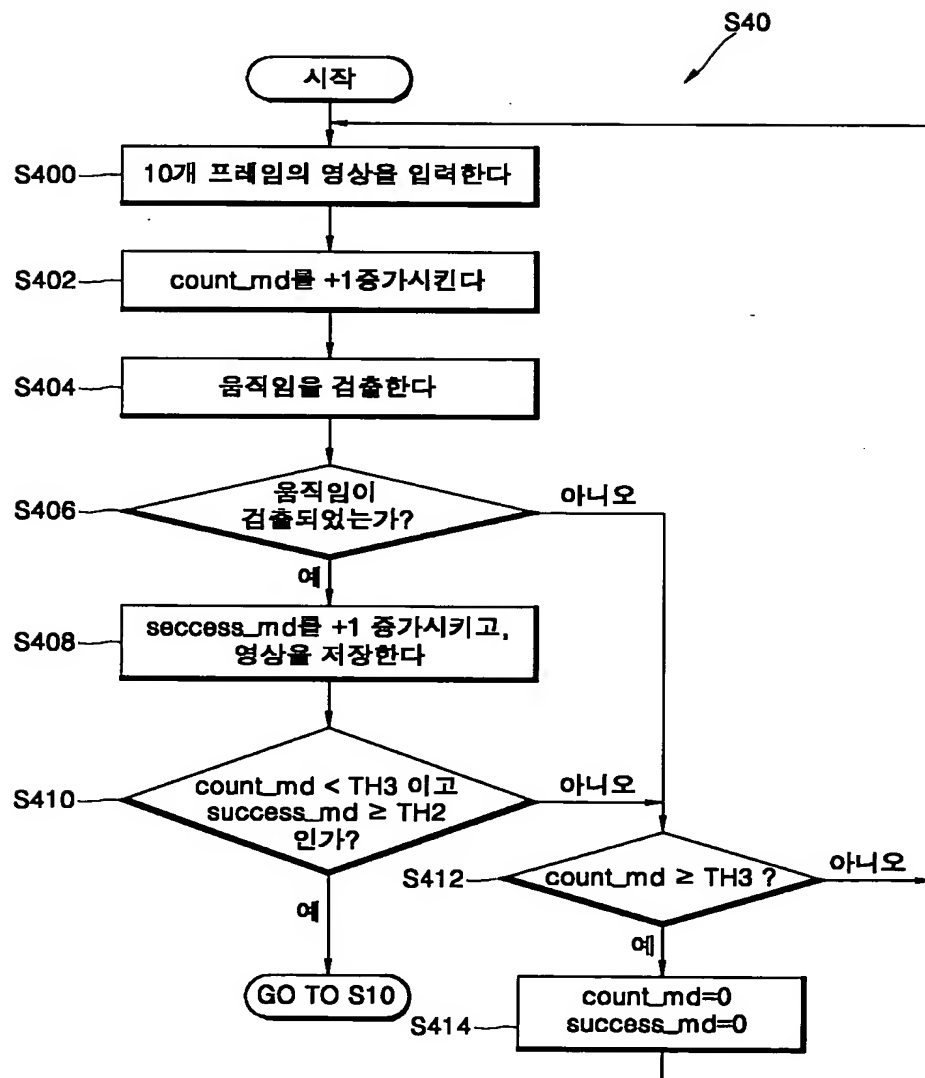 S40
시작
S400
10개 프레임의 영상을 입력한다
S402
count_md를 +1증가시킨다
S404
움직임을 검출한다
S406
움직임이
검출되었는가?
아니오
예
S408
seccess_md를 +1 증가시키고,
영상을 저장한다
S410
count_md < TH3 이고
success_md ≥ TH2
인가?
아니오
예
S412
count_md ≥ TH3 ?
아니오
예
GO TO S10
S414
count_md=0
success_md=0